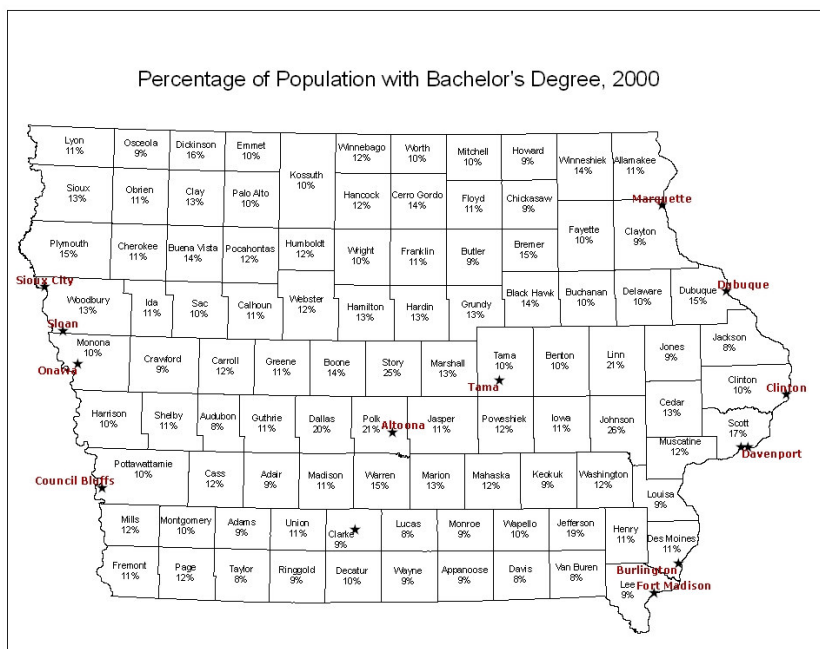 Percentage of Population with Bachelor's Degree, 2000
Lyon
11%
Osceola
9%
Dickinson
16%
Emmet
10%
Kossuth
10%
Winnebago
12%
Worth
10%
Mitchell
10%
Howard
9%
Winneshiek
14%
Allamakee
11%
Sioux
13%
Obrien
11%
Clay
13%
Palo Alto
10%
Hancock
12%
Cerro Gordo
14%
Floyd
11%
Chickasaw
9%
Marquette
Plymouth
15%
Cherokee
11%
Buena Vista
14%
Pocahontas
12%
Humboldt
12%
Wright
10%
Franklin
11%
Butler
9%
Bremer
15%
Fayette
10%
Clayton
9%
Sioux City
Woodbury
13%
Ida
11%
Sac
10%
Calhoun
11%
Webster
12%
Hamilton
13%
Hardin
13%
Grundy
13%
Black Hawk
14%
Buchanan
10%
Delaware
10%
Dubuque
15%
Dubuque
Sloan
Monona
10%
Onawa
Crawford
9%
Carroll
12%
Greene
11%
Boone
14%
Story
25%
Marshall
13%
Tama
10%
Tama
Benton
10%
Linn
21%
Jones
9%
Jackson
8%
Clinton
10%
Clinton
Harrison
10%
Shelby
11%
Audubon
8%
Guthrie
11%
Dallas
20%
Polk
21%
Altoona
Jasper
11%
Poweshiek
12%
Iowa
11%
Johnson
26%
Cedar
13%
Scott
17%
Davenport
Muscatine
12%
Pottawattamie
10%
Council Bluffs
Cass
12%
Adair
9%
Madison
11%
Warren
15%
Marion
13%
Mahaska
12%
Keokuk
9%
Washington
12%
Louisa
9%
Mills
12%
Montgomery
10%
Adams
9%
Union
11%
Clarke
9%
Lucas
8%
Monroe
9%
Wapello
10%
Jefferson
19%
Henry
11%
Des Moines
11%
Burlington
Fremont
11%
Page
12%
Taylor
8%
Ringgold
9%
Decatur
10%
Wayne
9%
Appanoose
9%
Davis
8%
Van Buren
8%
Lee
9%
Fort Madison